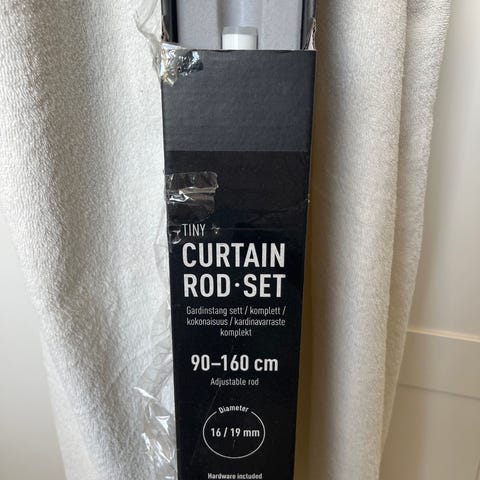 TINY
CURTAIN
ROD·SET
Gardinstang sett / komplett /
kokonaisuus / kardinavarraste
komplekt
90–160 cm
Adjustable rod
Diameter
16 / 19 mm
Hardware included